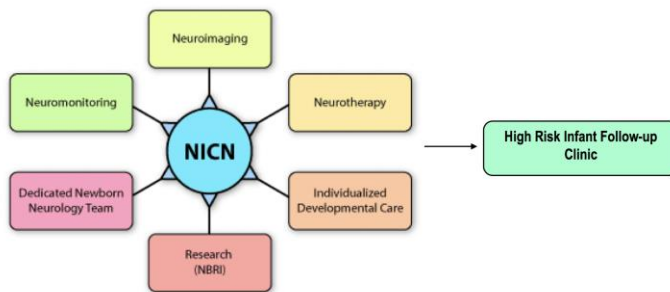 Neuroimaging
Neuromonitoring
Neurotherapy
NICN
High Risk Infant Follow-up
Clinic
Dedicated Newborn
Neurology Team
Individualized
Developmental Care
Research
(NBRI)